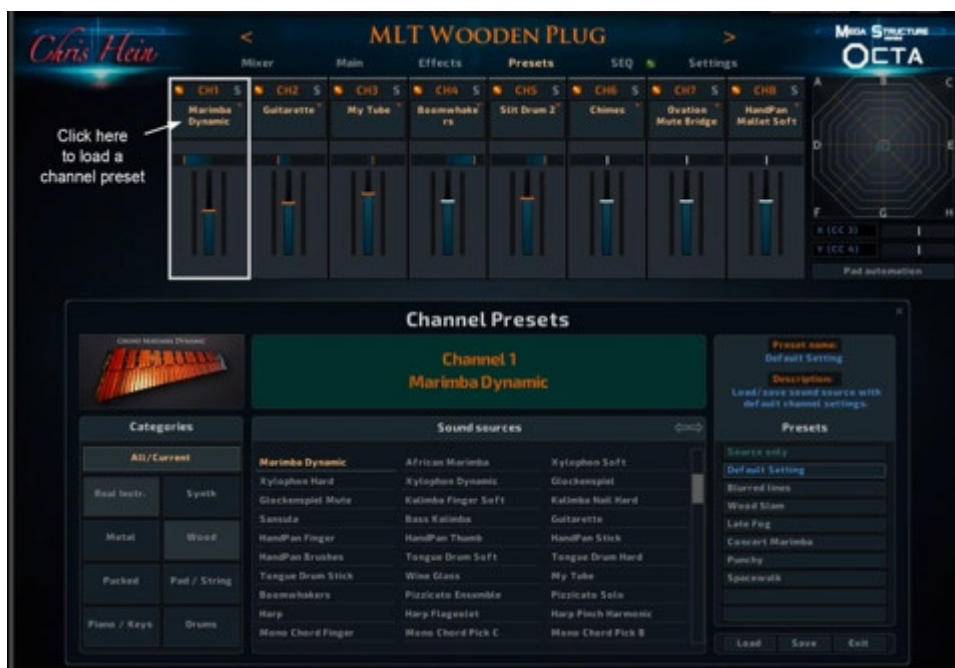 Chris Hein
< MLT WOODEN PLUG >
MEGA STRUCTURE
OCTA
Mixer Main Effects Presets SEQ Settings
CH1 S CH2 S CH3 S CH4 S CH5 S CH6 S CH7 S CH8 S
Marimba Dynamic
Guitarette
My Tube
Boomwhake
rs
Slit Drum 2
Chimes
Ovation
Mute Bridge
HandPan
Mallet Soft
Click here
to load a
channel preset
A C
D E
F G H
X (CC 3)
Y (CC 4)
Pad automation
Channel Presets
x
Grand Marimba Dynamic
Channel 1
Marimba Dynamic
Preset name:
Default Setting
Description:
Load/save sound source with
default channel settings.
Categories
Sound sources
Presets
All/Current
Real Instr. Synth
Metal Wood
Pucked Pad / String
Piano / Keys Drums
Marimba Dynamic African Marimba Xylophon Soft
Xylophon Hard Xylophon Dynamic Glockenspiel
Glockenspiel Mute Kalimba Finger Soft Kalimba Nail Hard
Sansula Bass Kalimba Guitarette
HandPan Finger HandPan Thumb HandPan Stick
HandPan Brushes Tongue Drum Soft Tongue Drum Hard
Tongue Drum Stick Wine Glass My Tube
Boomwhakers Pizzicato Ensemble Pizzicato Solo
Harp Harp Flageolet Harp Pinch Harmonic
Mono Chord Finger Mono Chord Pick C Mono Chord Pick B
Source only
Default Setting
Blurred lines
Wood Slam
Late Fog
Concert Marimba
Punchy
Spacewalk
Load Save Exit